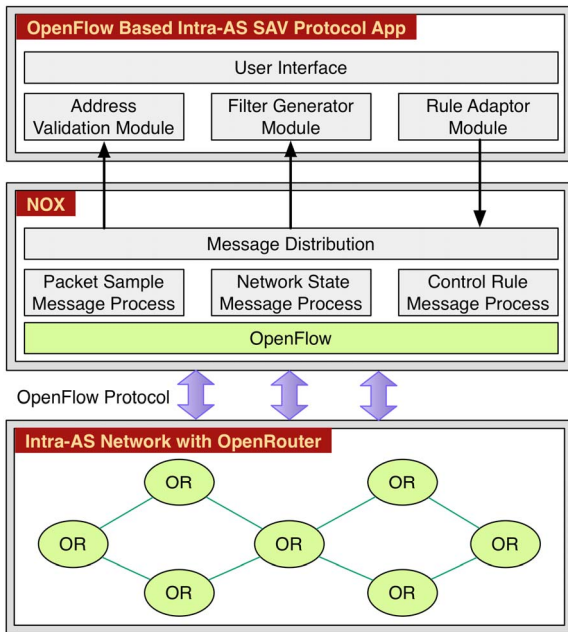 OpenFlow Based Intra-AS SAV Protocol App
User Interface
Address
Validation Module
Filter Generator
Module
Rule Adaptor
Module
NOX
Message Distribution
Packet Sample
Message Process
Network State
Message Process
Control Rule
Message Process
OpenFlow
OpenFlow Protocol
Intra-AS Network with OpenRouter
OR
OR
OR
OR
OR
OR
OR